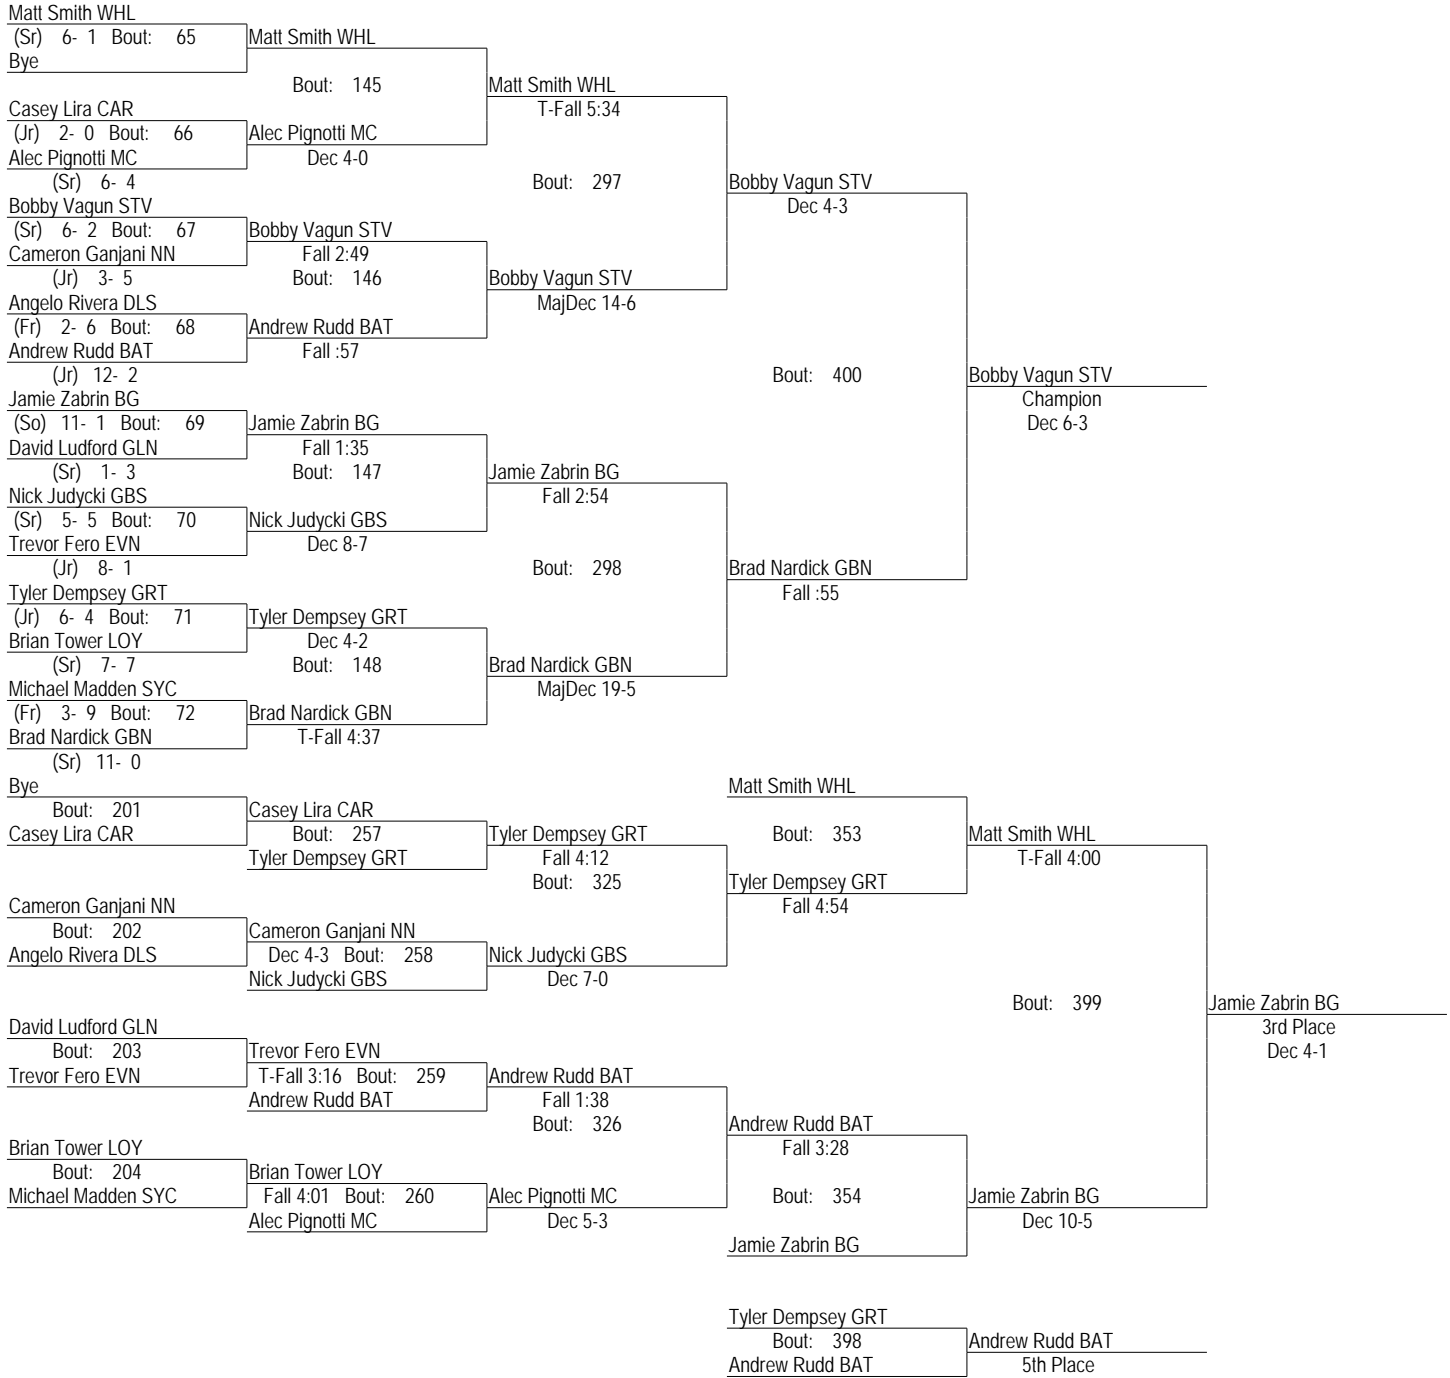 Matt Smith WHL
(Sr) 6- 1 Bout: 65 Matt Smith WHL
Bye
Bout: 145 Matt Smith WHL
Casey Lira CAR T-Fall 5:34
(Jr) 2- 0 Bout: 66 Alec Pignotti MC
Alec Pignotti MC Dec 4-0
(Sr) 6- 4 Bout: 297 Bobby Vagun STV
Bobby Vagun STV Dec 4-3
(Sr) 6- 2 Bout: 67 Bobby Vagun STV
Cameron Ganjani NN Fall 2:49
(Jr) 3- 5 Bout: 146 Bobby Vagun STV
Angelo Rivera DLS MajDec 14-6
(Fr) 2- 6 Bout: 68 Andrew Rudd BAT
Andrew Rudd BAT Fall :57
(Jr) 12- 2 Bout: 400 Bobby Vagun STV
Jamie Zabrin BG Champion
(So) 11- 1 Bout: 69 Jamie Zabrin BG Dec 6-3
David Ludford GLN Fall 1:35
(Sr) 1- 3 Bout: 147 Jamie Zabrin BG
Nick Judycki GBS Fall 2:54
(Sr) 5- 5 Bout: 70 Nick Judycki GBS
Trevor Fero EVN Dec 8-7
(Jr) 8- 1 Bout: 298 Brad Nardick GBN
Tyler Dempsey GRT Fall :55
(Jr) 6- 4 Bout: 71 Tyler Dempsey GRT
Brian Tower LOY Dec 4-2
(Sr) 7- 7 Bout: 148 Brad Nardick GBN
Michael Madden SYC MajDec 19-5
(Fr) 3- 9 Bout: 72 Brad Nardick GBN
Brad Nardick GBN T-Fall 4:37
(Sr) 11- 0
Bye Matt Smith WHL
Bout: 201 Casey Lira CAR
Casey Lira CAR Bout: 257 Tyler Dempsey GRT Bout: 353 Matt Smith WHL
Tyler Dempsey GRT Fall 4:12 T-Fall 4:00
Bout: 325 Tyler Dempsey GRT
Cameron Ganjani NN Fall 4:54
Bout: 202 Cameron Ganjani NN
Angelo Rivera DLS Dec 4-3 Bout: 258 Nick Judycki GBS
Nick Judycki GBS Dec 7-0
Bout: 399 Jamie Zabrin BG
David Ludford GLN 3rd Place
Bout: 203 Trevor Fero EVN Dec 4-1
Trevor Fero EVN T-Fall 3:16 Bout: 259 Andrew Rudd BAT
Andrew Rudd BAT Fall 1:38
Bout: 326 Andrew Rudd BAT
Brian Tower LOY Fall 3:28
Bout: 204 Brian Tower LOY
Michael Madden SYC Fall 4:01 Bout: 260 Alec Pignotti MC Bout: 354 Jamie Zabrin BG
Alec Pignotti MC Dec 5-3 Dec 10-5
Jamie Zabrin BG
Tyler Dempsey GRT
Bout: 398 Andrew Rudd BAT
Andrew Rudd BAT 5th Place